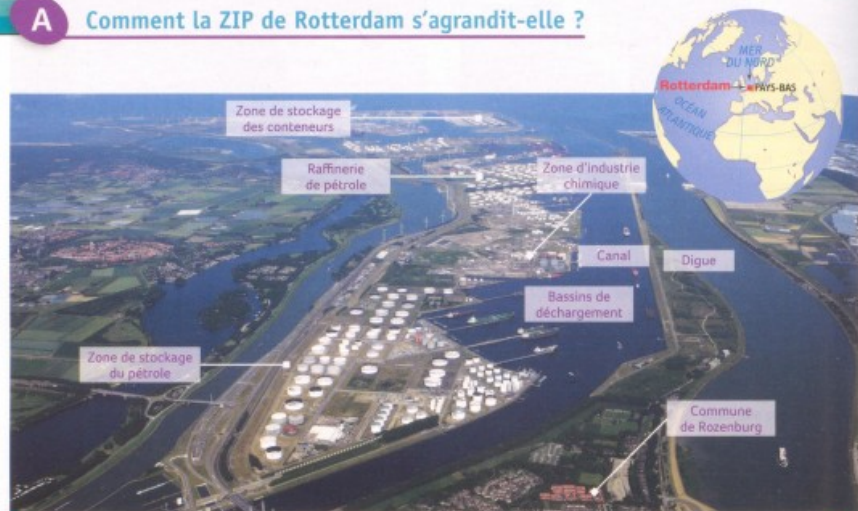 A Comment la ZIP de Rotterdam s'agrandit-elle ?
MER
DU NORD
Rotterdam
PAYS-BAS
OCÉAN
ATLANTIQUE
Zone de stockage
des conteneurs
Raffinerie
de pétrole
Zone d'industrie
chimique
Canal
Digue
Bassins de
déchargement
Zone de stockage
du pétrole
Commune
de Rozenburg